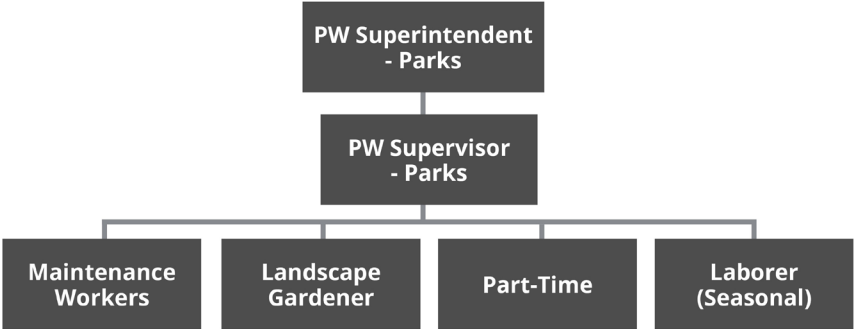 PW Superintendent
- Parks
PW Supervisor
- Parks
Maintenance
Workers
Landscape
Gardener
Part-Time
Laborer
(Seasonal)